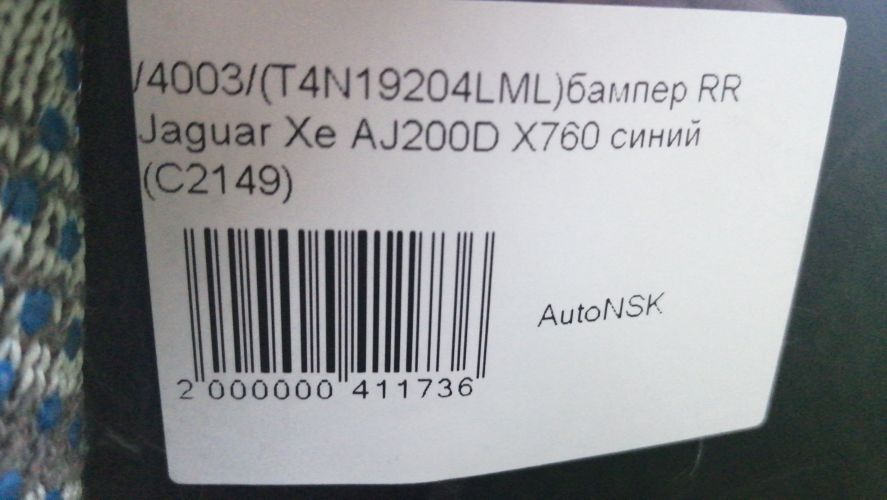 /4003/(T4N19204LML)бампер RR
Jaguar Xe AJ200D X760 синий
(C2149)
AutoNSK
2 000000 411736